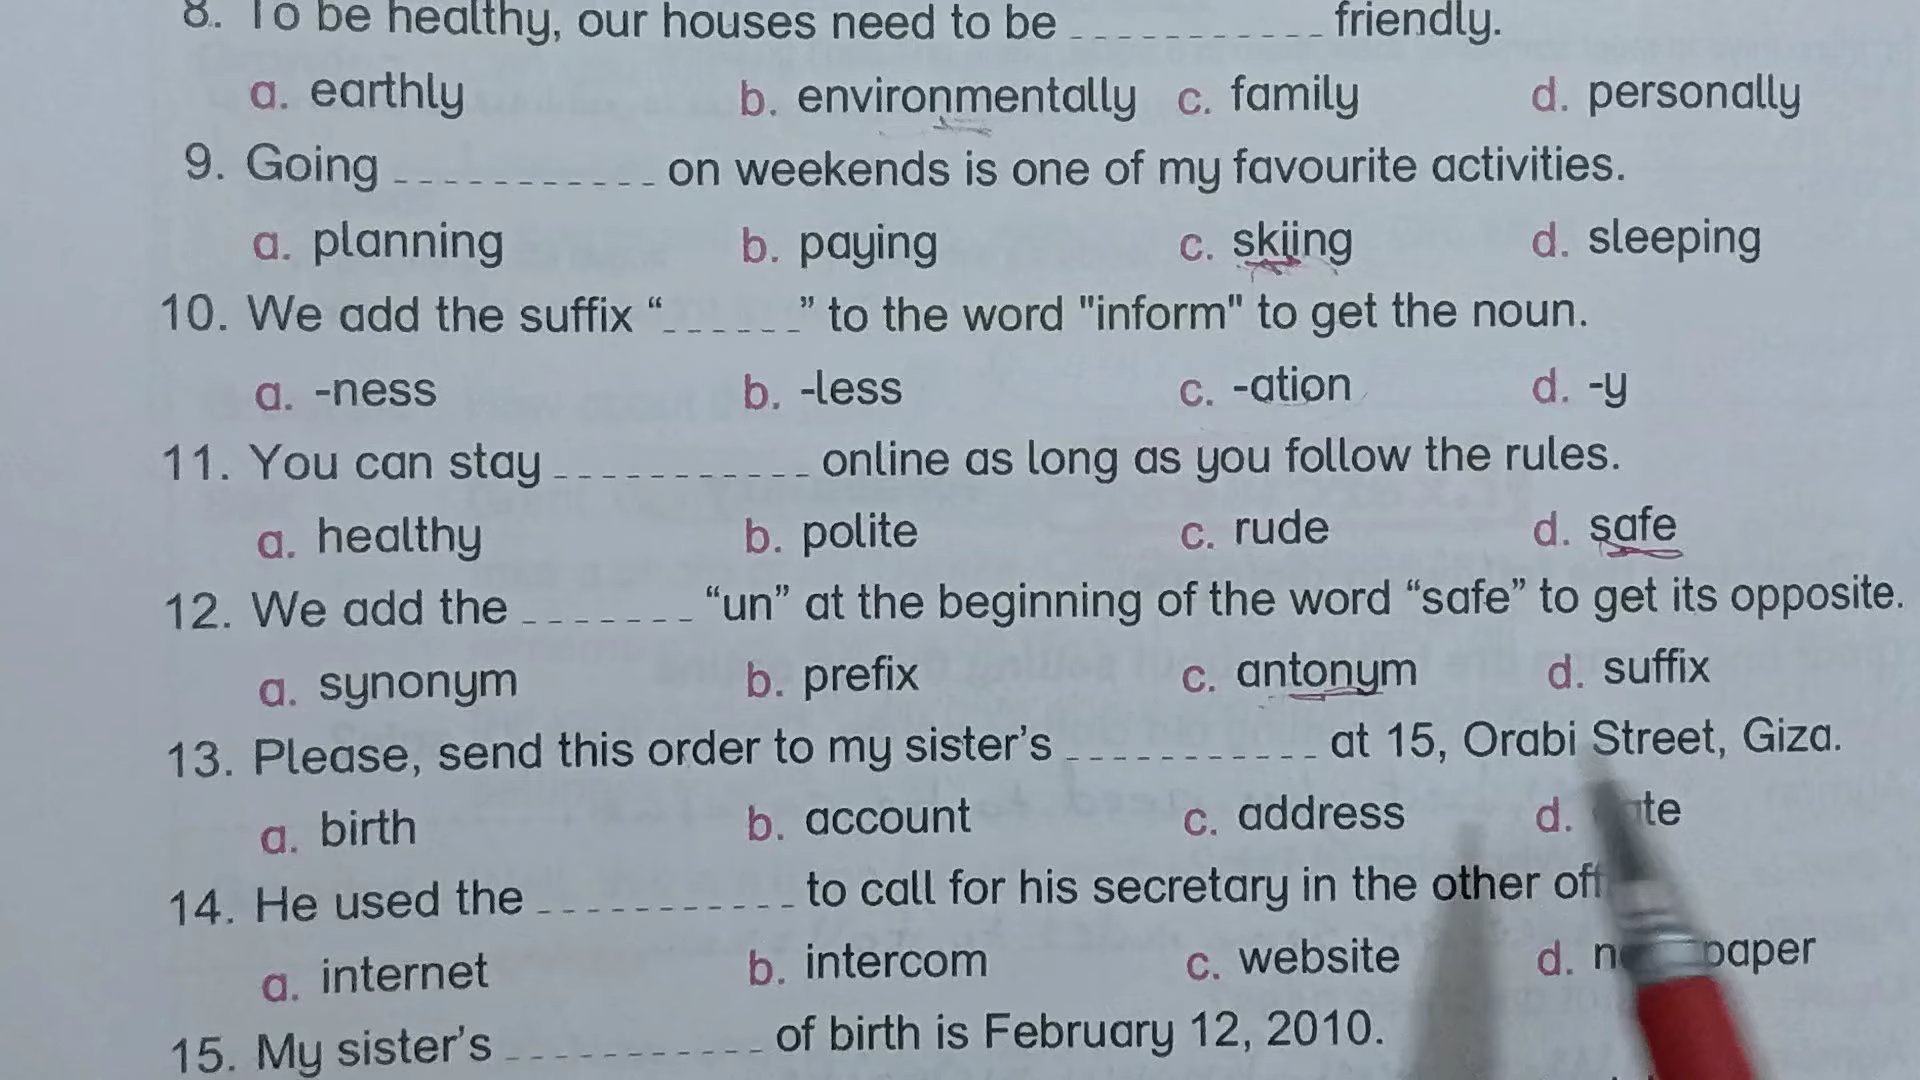 8. To be healthy, our houses need to be ___________ friendly.
a. earthly b. environmentally c. family d. personally
9. Going ___________ on weekends is one of my favourite activities.
a. planning b. paying c. skiing d. sleeping
10. We add the suffix “______” to the word "inform" to get the noun.
a. -ness b. -less c. -ation d. -y
11. You can stay ___________ online as long as you follow the rules.
a. healthy b. polite c. rude d. safe
12. We add the _______ “un” at the beginning of the word “safe” to get its opposite.
a. synonym b. prefix c. antonym d. suffix
13. Please, send this order to my sister’s ___________ at 15, Orabi Street, Giza.
a. birth b. account c. address d.
14. He used the ___________ to call for his secretary in the other
a. internet b. intercom c. website d.
15. My sister’s ___________ of birth is February 12, 2010.